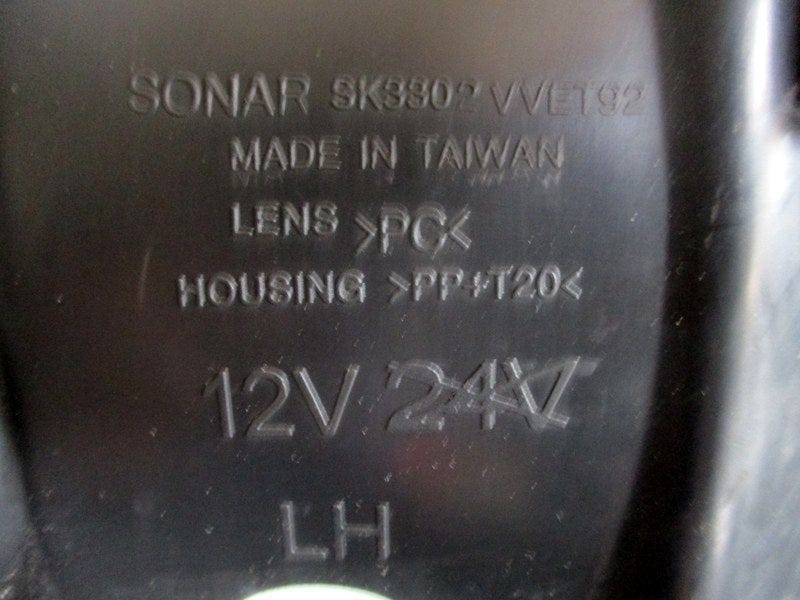 SONAR SK3302 VVET92
MADE IN TAIWAN
LENS >PC<
HOUSING >PP+T20<
12V 24V
LH